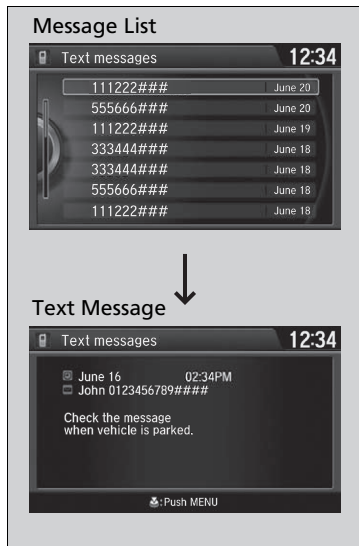 Message List
Text messages 12:34
111222### June 20
555666### June 20
111222### June 19
333444### June 18
333444### June 18
555666### June 18
111222### June 18
Text Message
Text messages 12:34
June 16 02:34PM
John 0123456789####
Check the message
when vehicle is parked.
:Push MENU